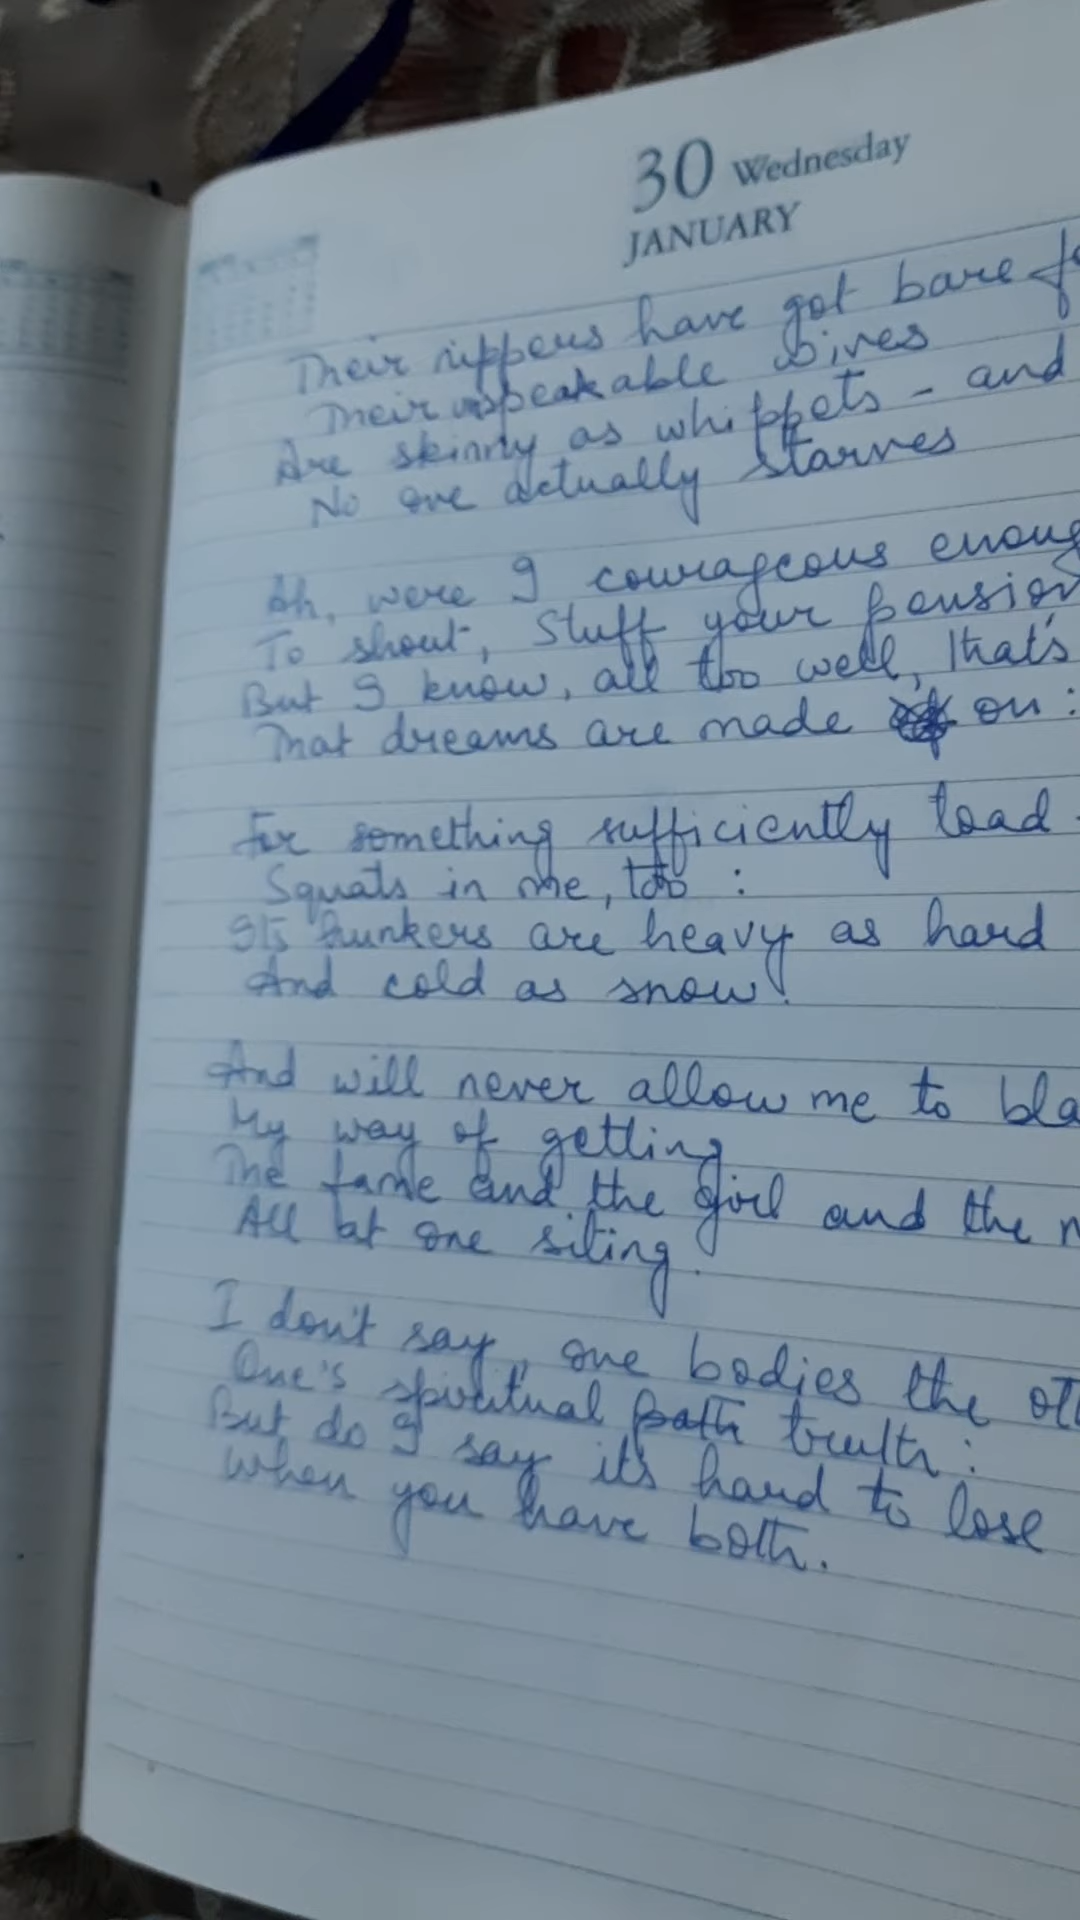 30 Wednesday
JANUARY
Their nippers have got bare
Their unspeakable wives
Are skinny as whippets - and
No one actually starves
Ah, were I courageous enoug
To shout, Stuff your pension
But I know, all too well, that's
That dreams are made on :
For something sufficiently toad -
Squats in me, too :
Its hunkers are heavy as hard
And cold as snow.
And will never allow me to bla
My way of getting
The fame and the girl and the m
All at one siting.
I don't say, one bodies the oth
One's spiritual path truth :
But do I say it's hard to lose
When you have both.